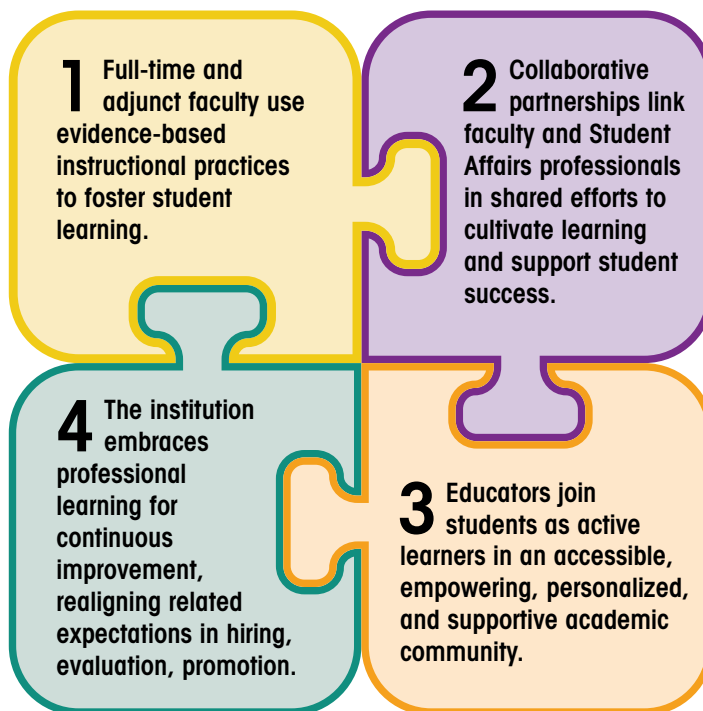 1 Full-time and
adjunct faculty use
evidence-based
instructional practices
to foster student
learning.
2 Collaborative
partnerships link
faculty and Student
Affairs professionals
in shared efforts to
cultivate learning
and support student
success.
3 Educators join
students as active
learners in an accessible,
empowering, personalized,
and supportive academic
community.
4 The institution
embraces
professional
learning for
continuous
improvement,
realigning related
expectations in hiring,
evaluation, promotion.